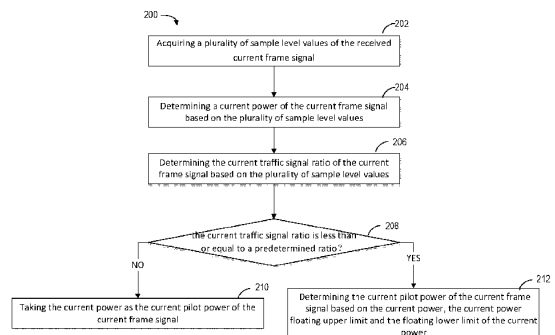 200
202
Acquiring a plurality of sample level values of the received
current frame signal
204
Determining a current power of the current frame signal
based on the plurality of sample level values
206
Determining the current traffic signal ratio of the current
frame signal based on the plurality of sample level values
208
the current traffic signal ratio is less than
or equal to a predetermined ratio?
NO
YES
210
Taking the current power as the current pilot power of the
current frame signal
212
Determining the current pilot power of the current frame
signal based on the current power, the current power
floating upper limit and the floating lower limit of the current
power